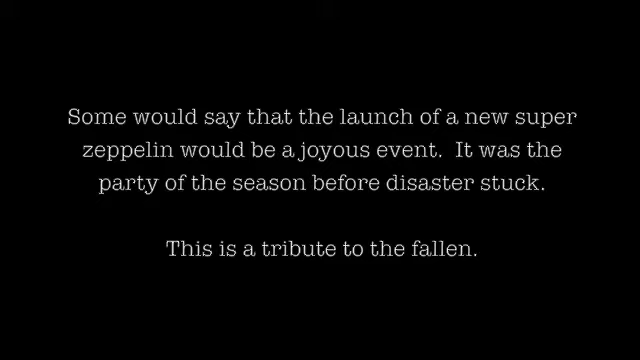 Some would say that the launch of a new super
zeppelin would be a joyous event.  It was the
party of the season before disaster stuck.
This is a tribute to the fallen.